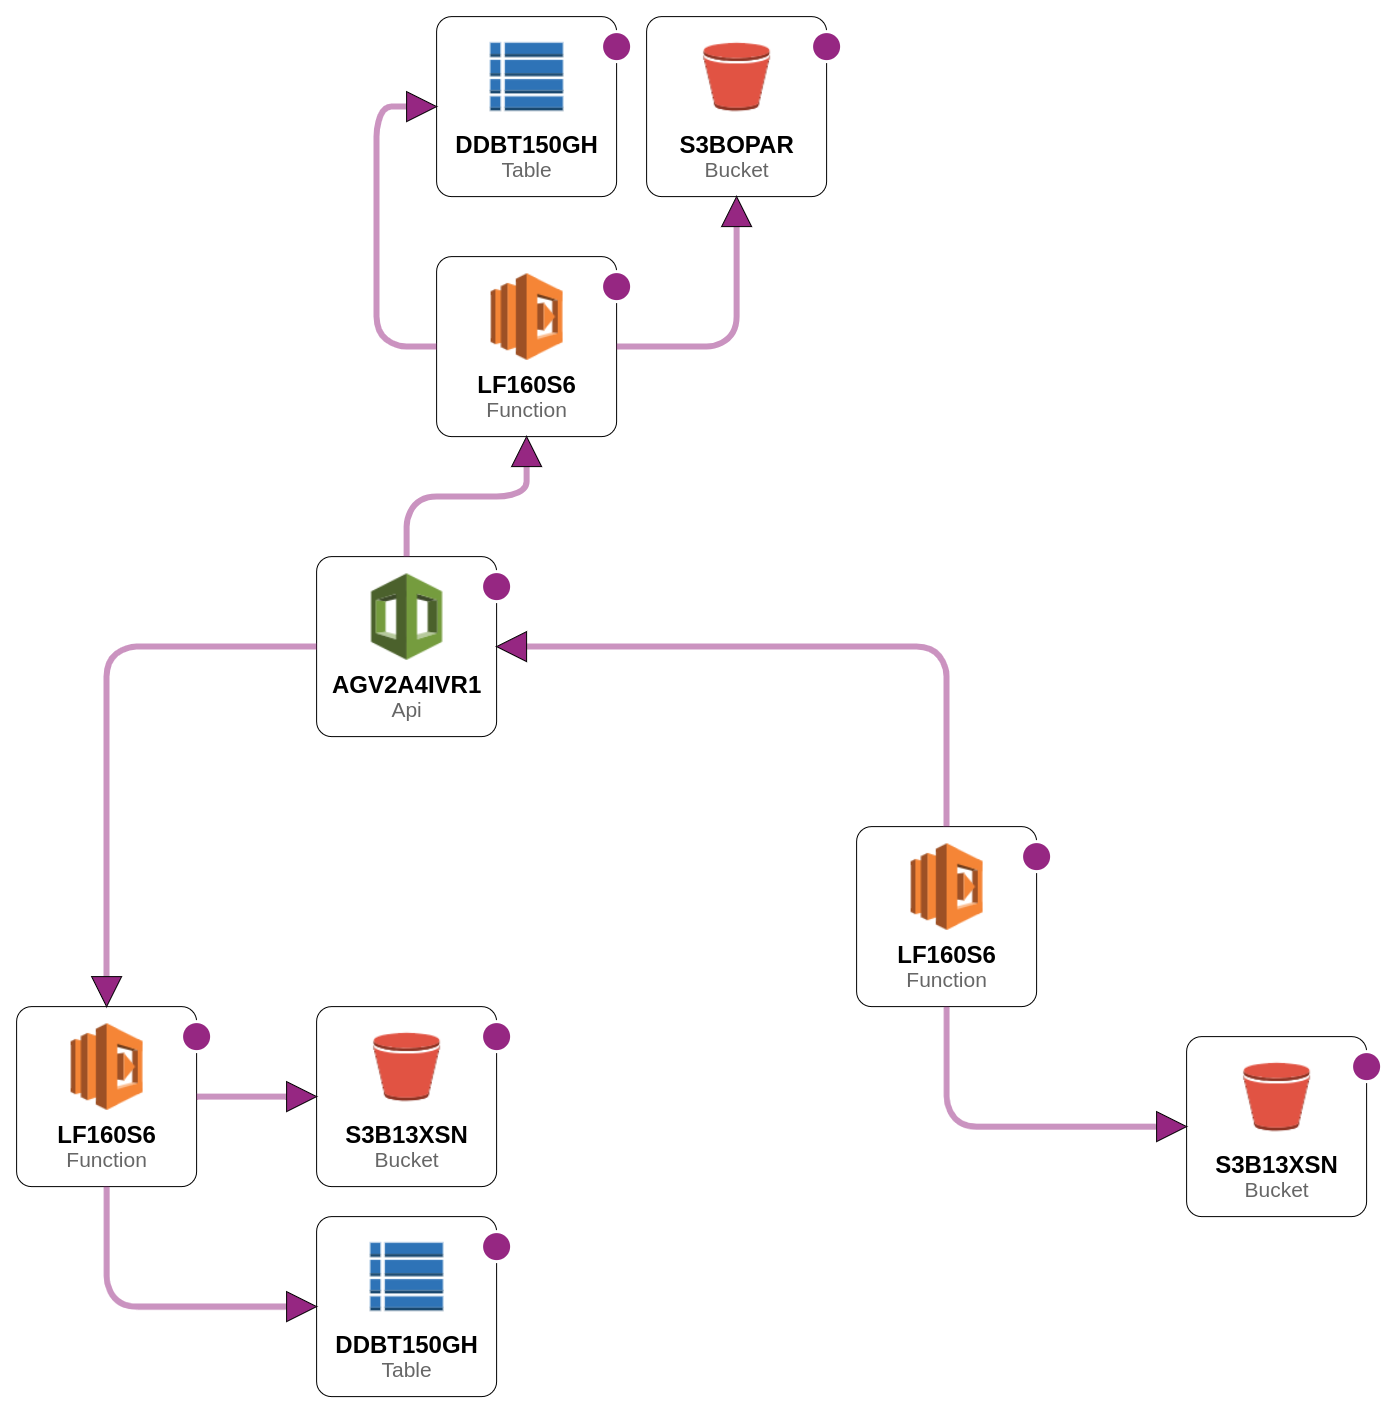 DDBT150GH
Table
S3BOPAR
Bucket
LF160S6
Function
AGV2A4IVR1
Api
LF160S6
Function
LF160S6
Function
S3B13XSN
Bucket
S3B13XSN
Bucket
DDBT150GH
Table